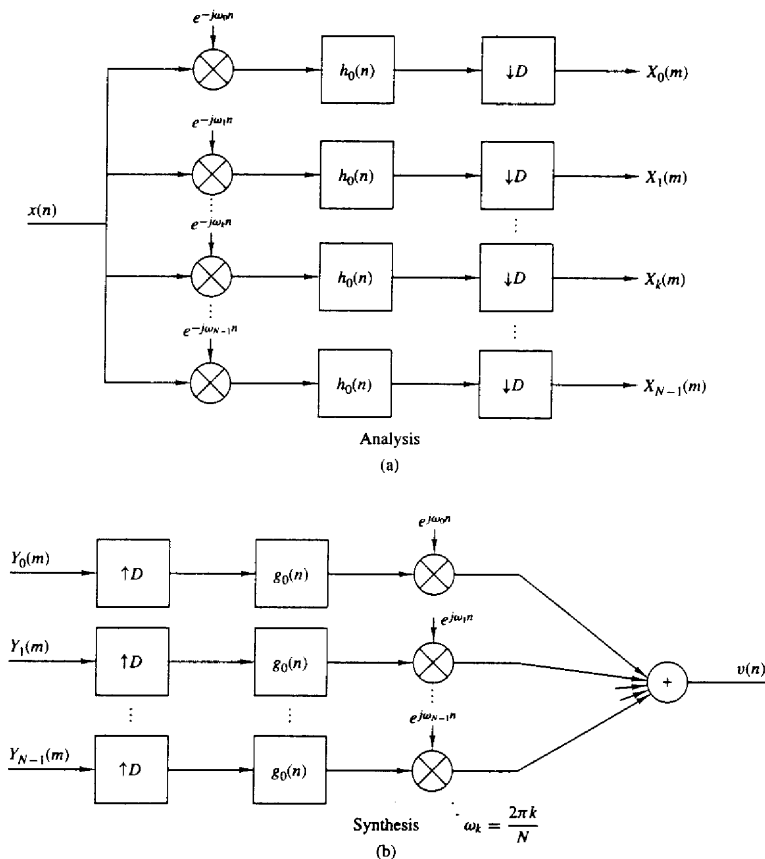 e^{-jω_0 n}
h_0(n)
↓D
X_0(m)
e^{-jω_1 n}
h_0(n)
↓D
X_1(m)
x(n)
e^{-jω_k n}
h_0(n)
↓D
X_k(m)
e^{-jω_{N-1} n}
h_0(n)
↓D
X_{N-1}(m)
Analysis
(a)
e^{jω_0 n}
Y_0(m)
↑D
g_0(n)
e^{jω_1 n}
Y_1(m)
↑D
g_0(n)
+
v(n)
e^{jω_{N-1} n}
Y_{N-1}(m)
↑D
g_0(n)
Synthesis
ω_k = \frac{2πk}{N}
(b)